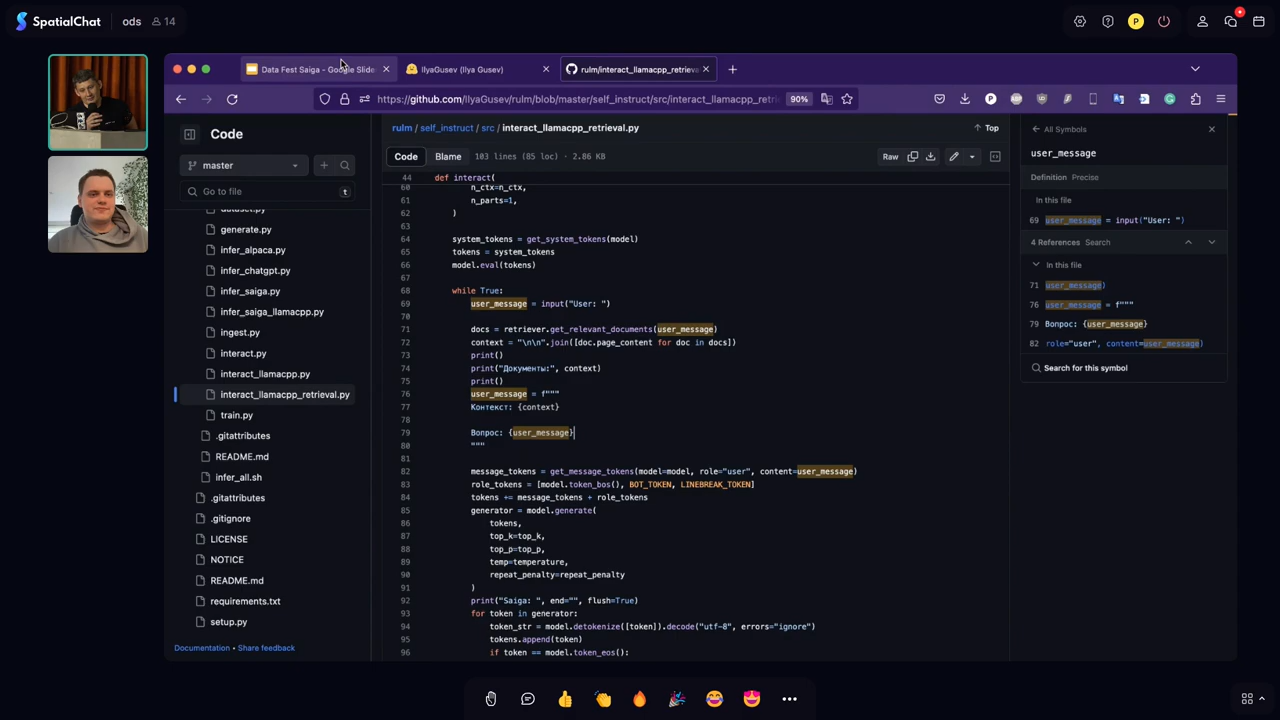 SpatialChat
ods
14
P
Data Fest Saiga - Google Slide
IlyaGusev (Ilya Gusev)
rulm/interact_llamacpp_retrieva
https://github.com/IlyaGusev/rulm/blob/master/self_instruct/src/interact_llamacpp_retri
90%
Code
rulm / self_instruct / src / interact_llamacpp_retrieval.py
Top
All Symbols
master
Code
Blame
103 lines (85 loc) · 2.86 KB
Raw
user_message
Go to file
t
44 def interact(
Definition Precise
dataset.py
generate.py
infer_alpaca.py
infer_chatgpt.py
infer_saiga.py
infer_saiga_llamacpp.py
ingest.py
interact.py
interact_llamacpp.py
interact_llamacpp_retrieval.py
train.py
.gitattributes
README.md
infer_all.sh
.gitattributes
.gitignore
LICENSE
NOTICE
README.md
requirements.txt
setup.py
Documentation • Share feedback
60 n_ctx=n_ctx,
61 n_parts=1,
62 )
63
64 system_tokens = get_system_tokens(model)
65 tokens = system_tokens
66 model.eval(tokens)
67
68 while True:
69 user_message = input("User: ")
70
71 docs = retriever.get_relevant_documents(user_message)
72 context = "\n\n".join([doc.page_content for doc in docs])
73 print()
74 print("Документы:", context)
75 print()
76 user_message = f"""
77 Контекст: {context}
78
79 Вопрос: {user_message}
80 """
81
82 message_tokens = get_message_tokens(model=model, role="user", content=user_message)
83 role_tokens = [model.token_bos(), BOT_TOKEN, LINEBREAK_TOKEN]
84 tokens += message_tokens + role_tokens
85 generator = model.generate(
86 tokens,
87 top_k=top_k,
88 top_p=top_p,
89 temp=temperature,
90 repeat_penalty=repeat_penalty
91 )
92 print("Saiga: ", end="", flush=True)
93 for token in generator:
94 token_str = model.detokenize([token]).decode("utf-8", errors="ignore")
95 tokens.append(token)
96 if token == model.token_eos():
In this file
69 user_message = input("User: ")
4 References Search
In this file
71 user_message)
76 user_message = f"""
79 Вопрос: {user_message}
82 role="user", content=user_message)
Search for this symbol